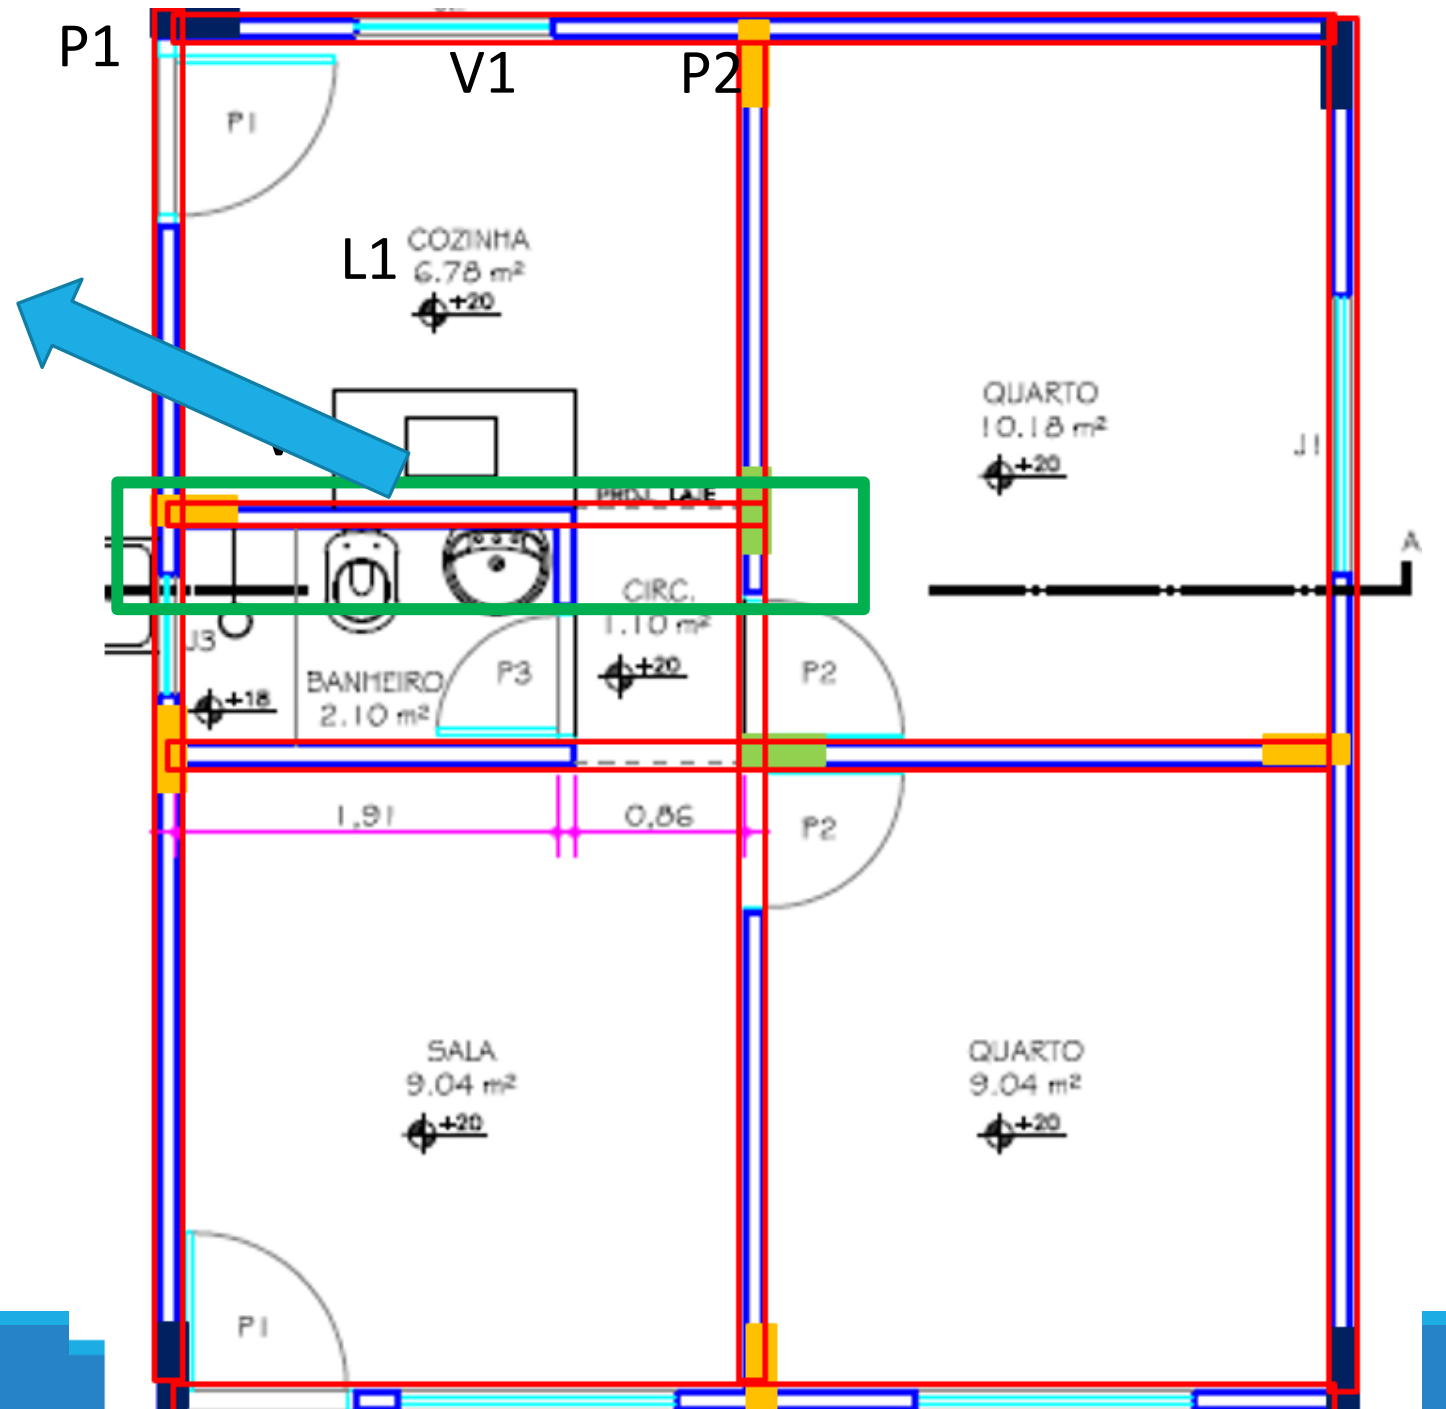 P1
V1
P2
P1
L1
COZINHA
6.78 m²
+20
QUARTO
10.18 m²
+20
J1
PROJ. LAJE
A
CIRC.
1.10 m²
+20
J3
+18
BANHEIRO
2.10 m²
P3
P2
1,91
0,86
P2
SALA
9.04 m²
+20
QUARTO
9.04 m²
+20
P1